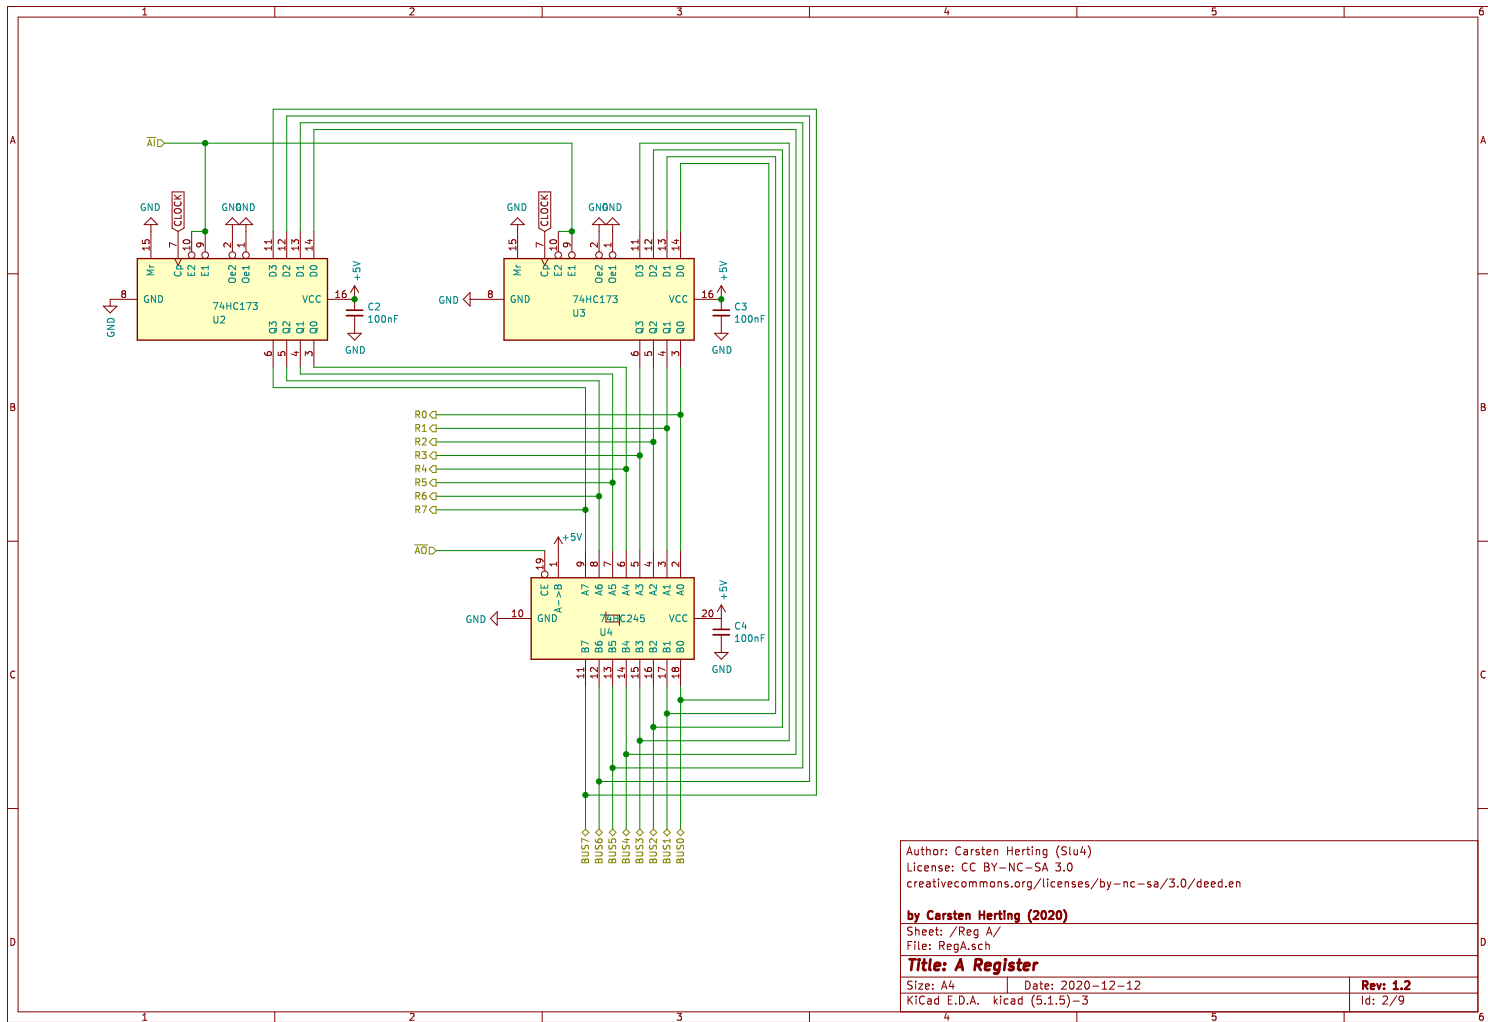 1 2 3 4 5 6
A A
AI
CLOCK CLOCK
GND GND GND GND GND GND
15 7 10 9 2 1 11 12 13 14 15 7 10 9 2 1 11 12 13 14
Mr Cp E2 E1 Oe2 Oe1 D3 D2 D1 D0 Mr Cp E2 E1 Oe2 Oe1 D3 D2 D1 D0
+5V +5V
8 GND VCC 16 GND 8 GND VCC 16
GND
74HC173 74HC173
U2 U3
C2 C3
100nF 100nF
GND GND
Q3 Q2 Q1 Q0 Q3 Q2 Q1 Q0
6 5 4 3 6 5 4 3
B B
R0
R1
R2
R3
R4
R5
R6
R7
AO
+5V
19 1 9 8 7 6 5 4 3 2
CE A->B A7 A6 A5 A4 A3 A2 A1 A0
+5V
GND 10 GND 74HC245 VCC 20
U4
C4
100nF
GND
B7 B6 B5 B4 B3 B2 B1 B0
11 12 13 14 15 16 17 18
C C
BUS7 BUS6 BUS5 BUS4 BUS3 BUS2 BUS1 BUS0
D D
Author: Carsten Herting (Slu4)
License: CC BY-NC-SA 3.0
creativecommons.org/licenses/by-nc-sa/3.0/deed.en
by Carsten Herting (2020)
Sheet: /Reg A/
File: RegA.sch
Title: A Register
Size: A4 Date: 2020-12-12 Rev: 1.2
KiCad E.D.A. kicad (5.1.5)-3 Id: 2/9
1 2 3 4 5 6